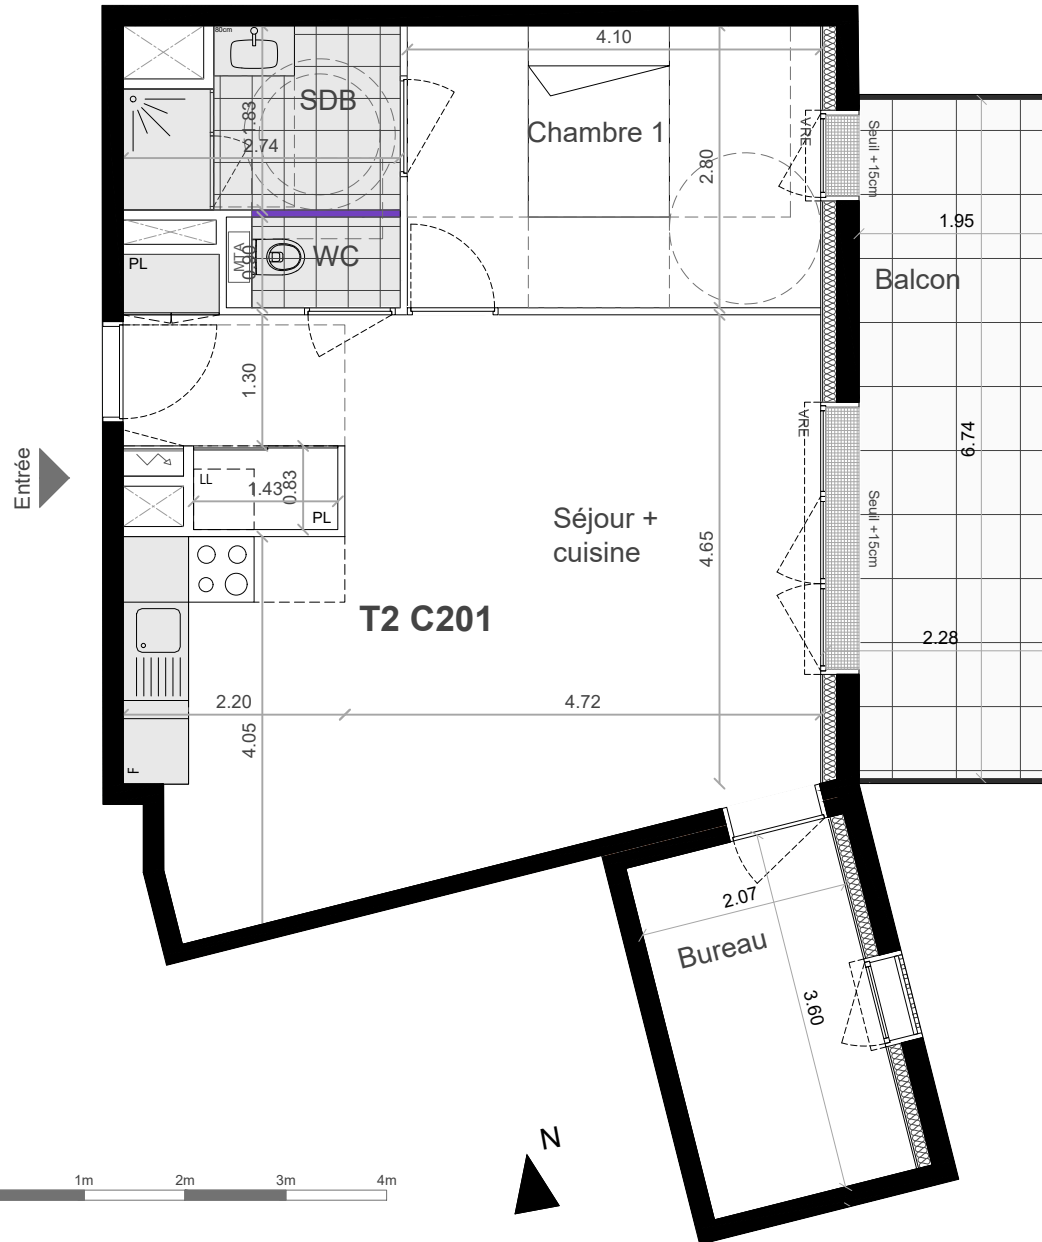 80cm
4.10
SDB
1.83
2.74
Chambre 1
2.80
VRE
Seuil +15cm
1.95
Balcon
PL
MTA
0.90
WC
1.30
Entrée
LL
1.43
0.83
PL
VRE
6.74
Séjour +
cuisine
4.65
Seuil +15cm
T2 C201
2.28
2.20
4.72
4.05
F
2.07
Bureau
3.60
N
1m
2m
3m
4m